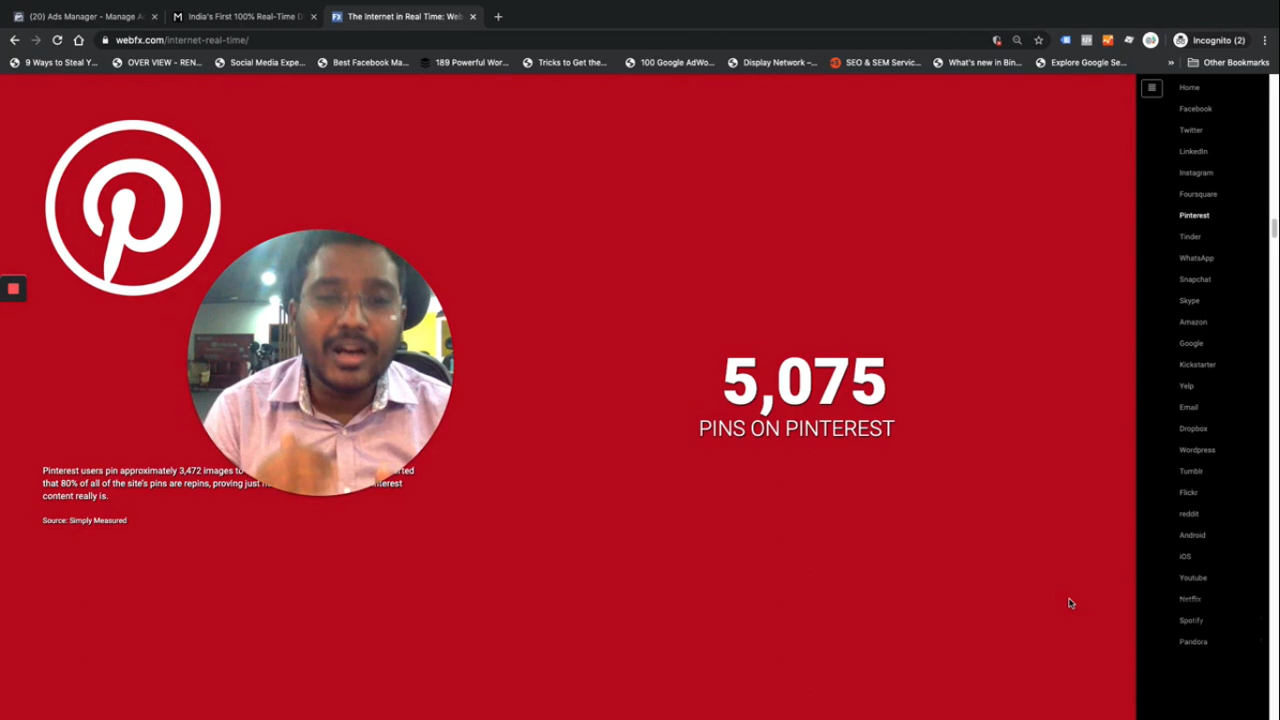 (20) Ads Manager - Manage A
India's First 100% Real-Time D
The Internet in Real Time: Web
webfx.com/internet-real-time/
Incognito (2)
9 Ways to Steal Y...
OVER VIEW - REN...
Social Media Expe...
Best Facebook Ma...
189 Powerful Wor...
Tricks to Get the...
100 Google AdWo...
Display Network –...
SEO & SEM Servic...
What's new in Bin...
Explore Google Se...
»
Other Bookmarks
5,075
PINS ON PINTEREST
Pinterest users pin approximately 3,472 images to
that 80% of all of the site's pins are repins, proving just
content really is.
Source: Simply Measured
Home
Facebook
Twitter
LinkedIn
Instagram
Foursquare
Pinterest
Tinder
WhatsApp
Snapchat
Skype
Amazon
Google
Kickstarter
Yelp
Email
Dropbox
Wordpress
Tumblr
Flickr
reddit
Android
iOS
Youtube
Netflix
Spotify
Pandora